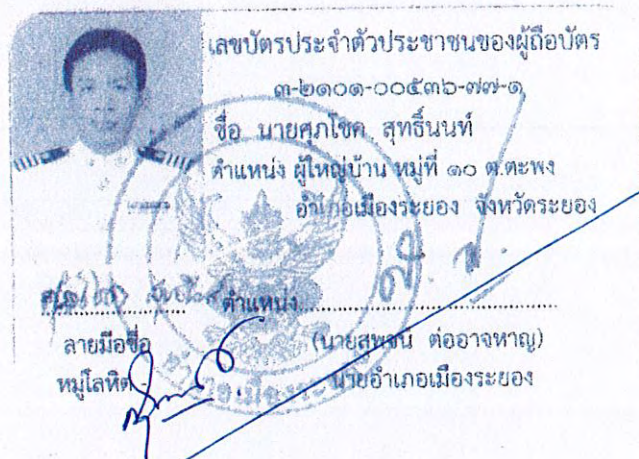 เลขบัตรประจำตัวประชาชนของผู้ถือบัตร
๓-๒๑๐๑-๐๐๕๓๖-๗๗-๑
ชื่อ นายศุภโชค สุทธิ์นนท์
ตำแหน่ง ผู้ใหญ่บ้าน หมู่ที่ ๑๐ ต.ตะพง
อำเภอเมืองระยอง จังหวัดระยอง
ตำแหน่ง
ลายมือชื่อ (นายสุพจน์ ต่ออาจหาญ)
หมู่โลหิต นายอำเภอเมืองระยอง